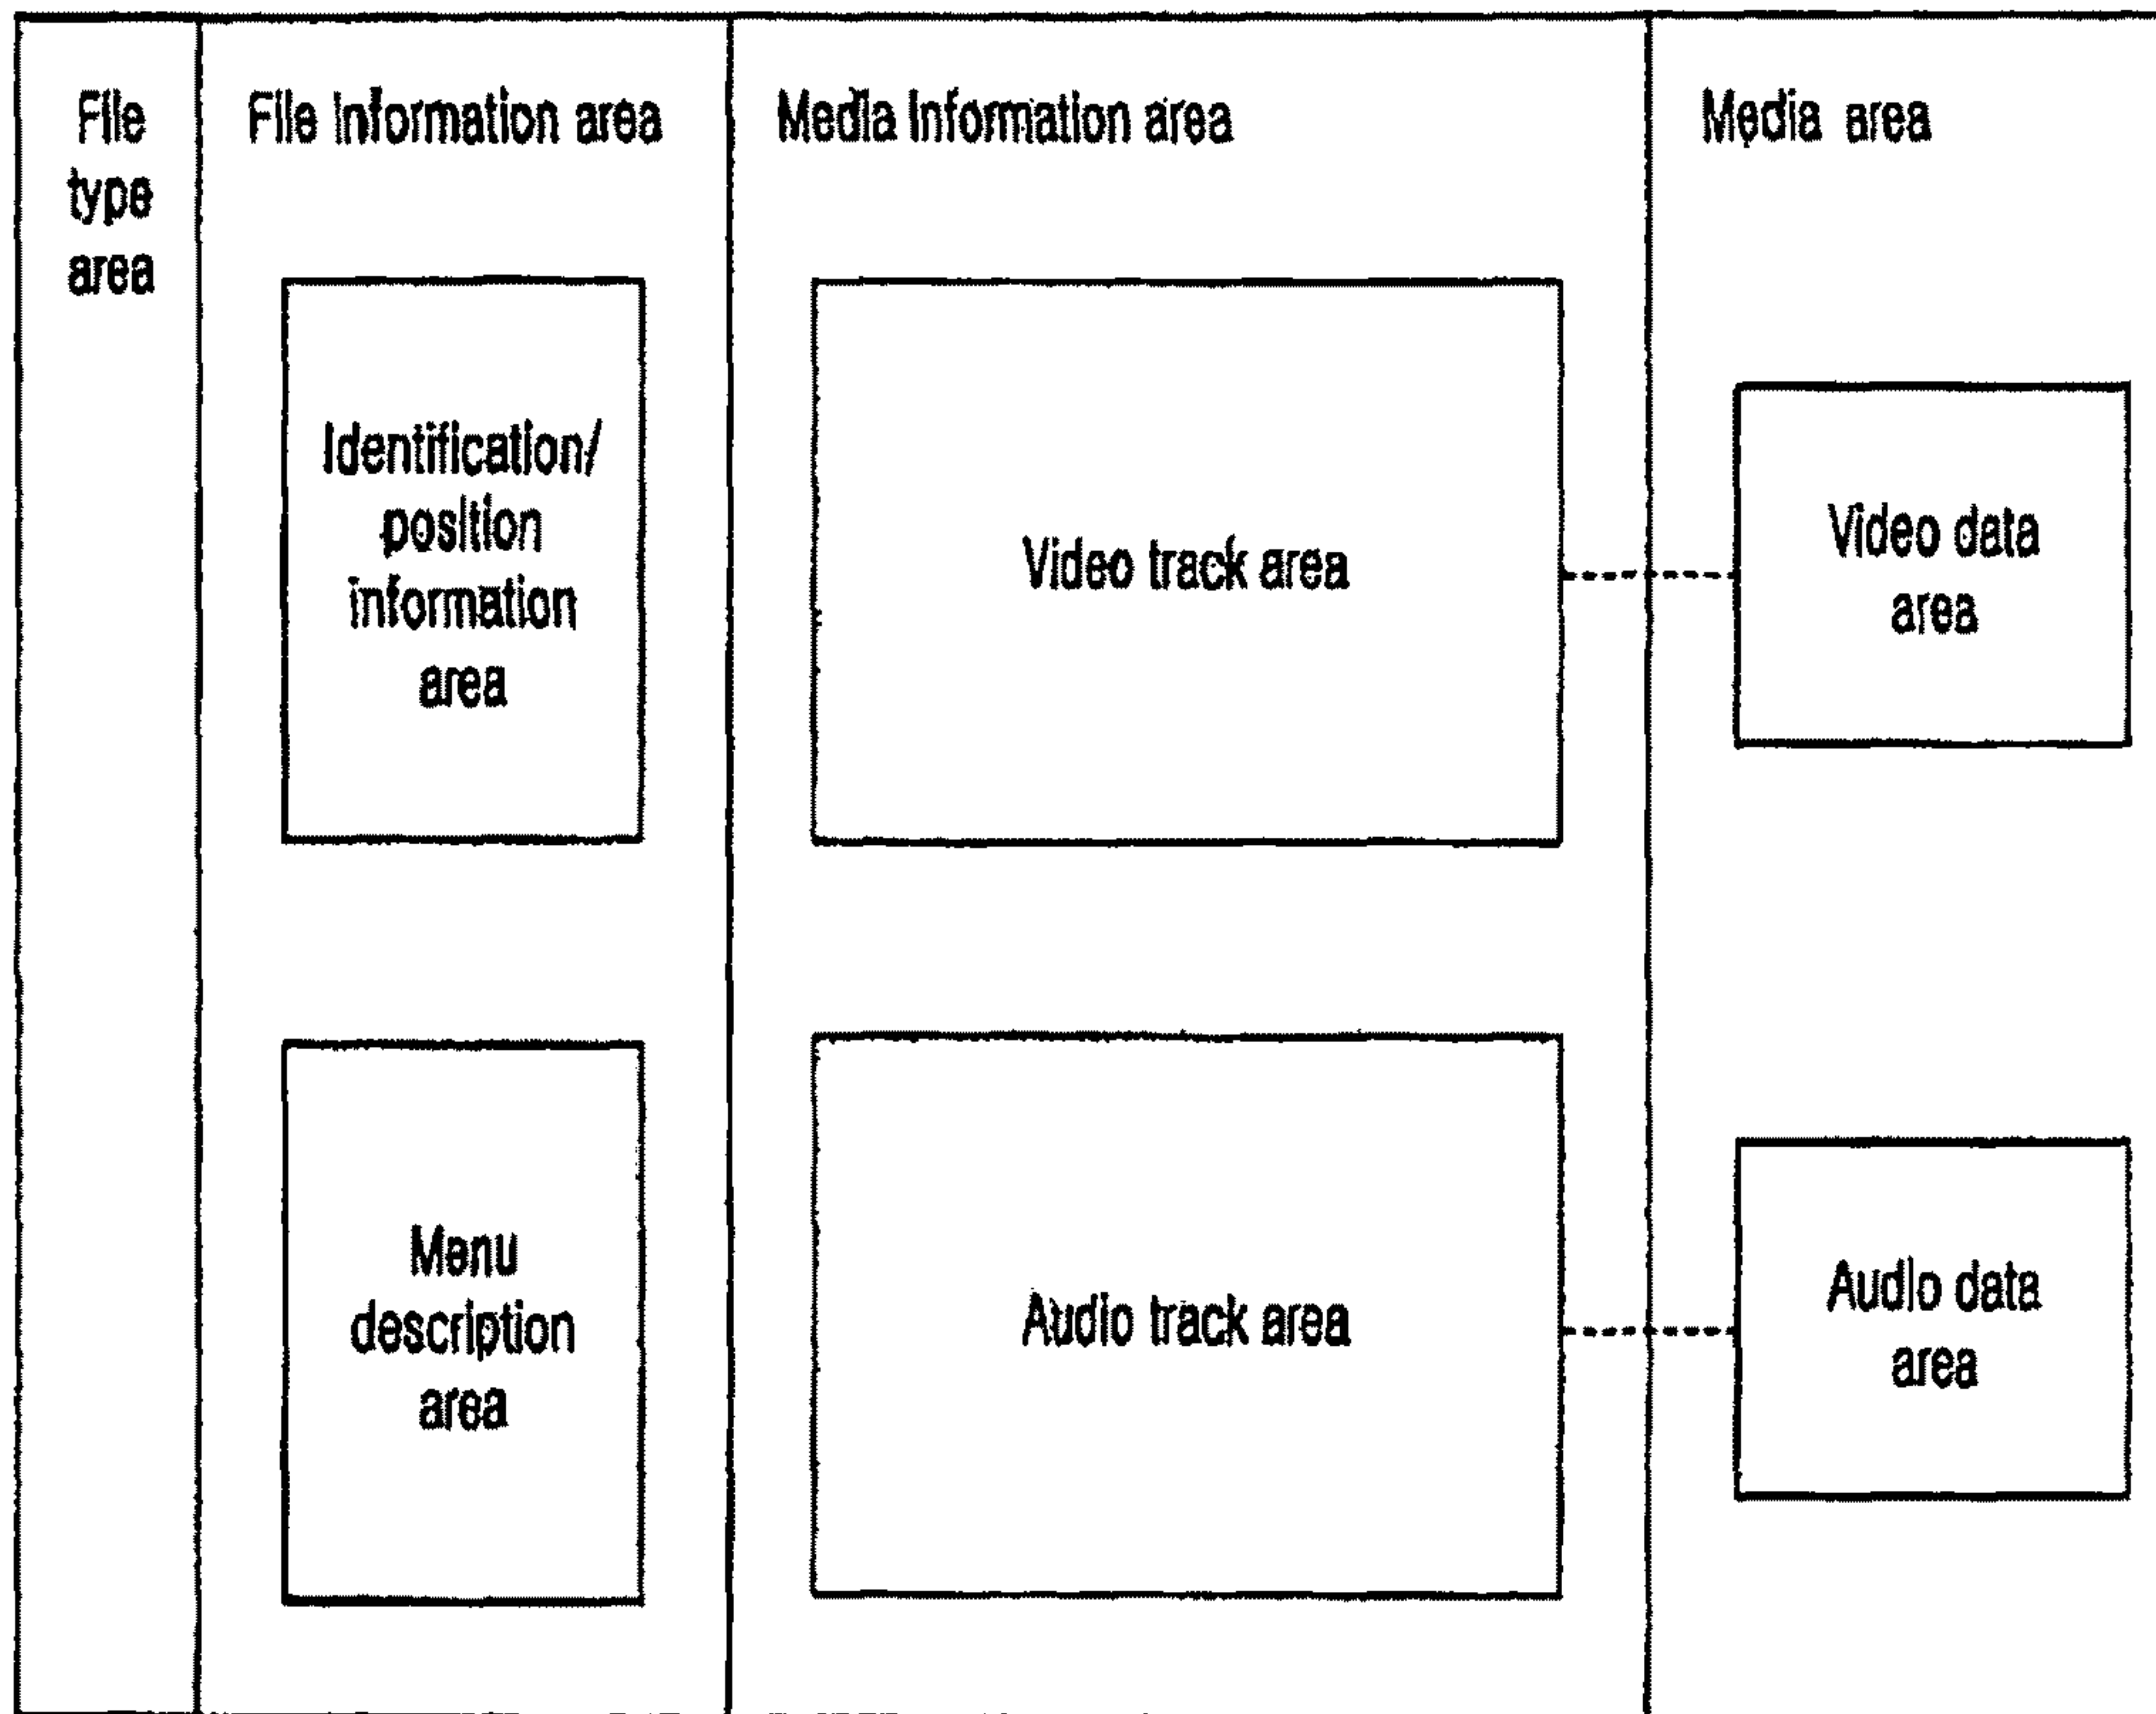 File
type
area
File Information area
Media Information area
Media area
Identification/
position
information
area
Video track area
Video data
area
Menu
description
area
Audio track area
Audio data
area